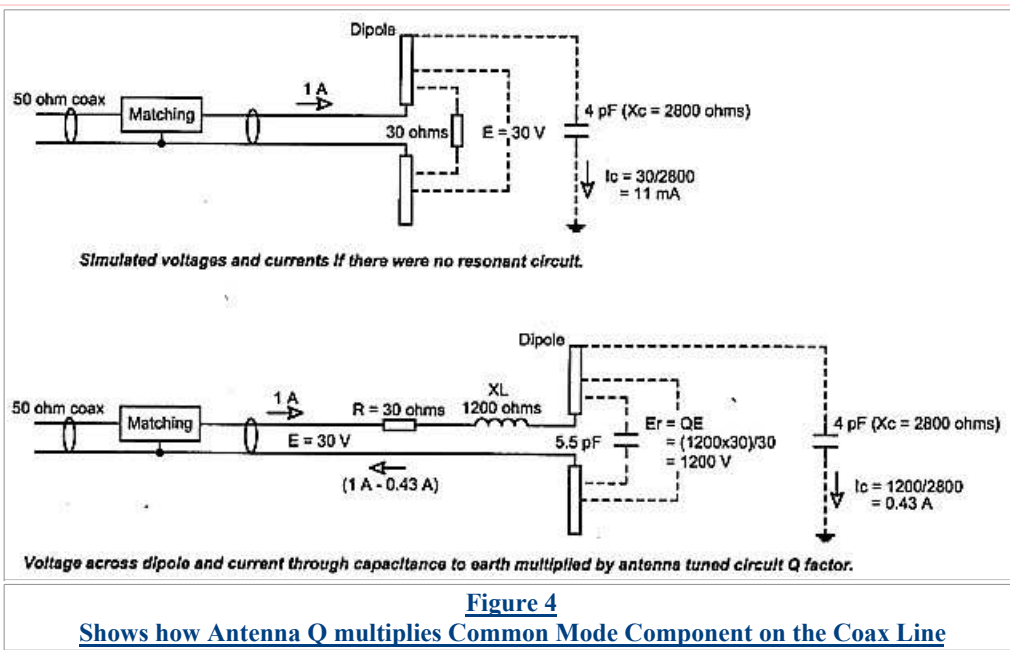 Dipole
1 A
50 ohm coax
Matching
30 ohms
E = 30 V
4 pF (Xc = 2800 ohms)
Ic = 30/2800
= 11 mA
Simulated voltages and currents if there were no resonant circuit.
Dipole
XL
1 A
R = 30 ohms
1200 ohms
50 ohm coax
Matching
E = 30 V
5.5 pF
Er = QE
= (1200x30)/30
= 1200 V
4 pF (Xc = 2800 ohms)
(1 A - 0.43 A)
Ic = 1200/2800
= 0.43 A
Voltage across dipole and current through capacitance to earth multiplied by antenna tuned circuit Q factor.
Figure 4
Shows how Antenna Q multiplies Common Mode Component on the Coax Line